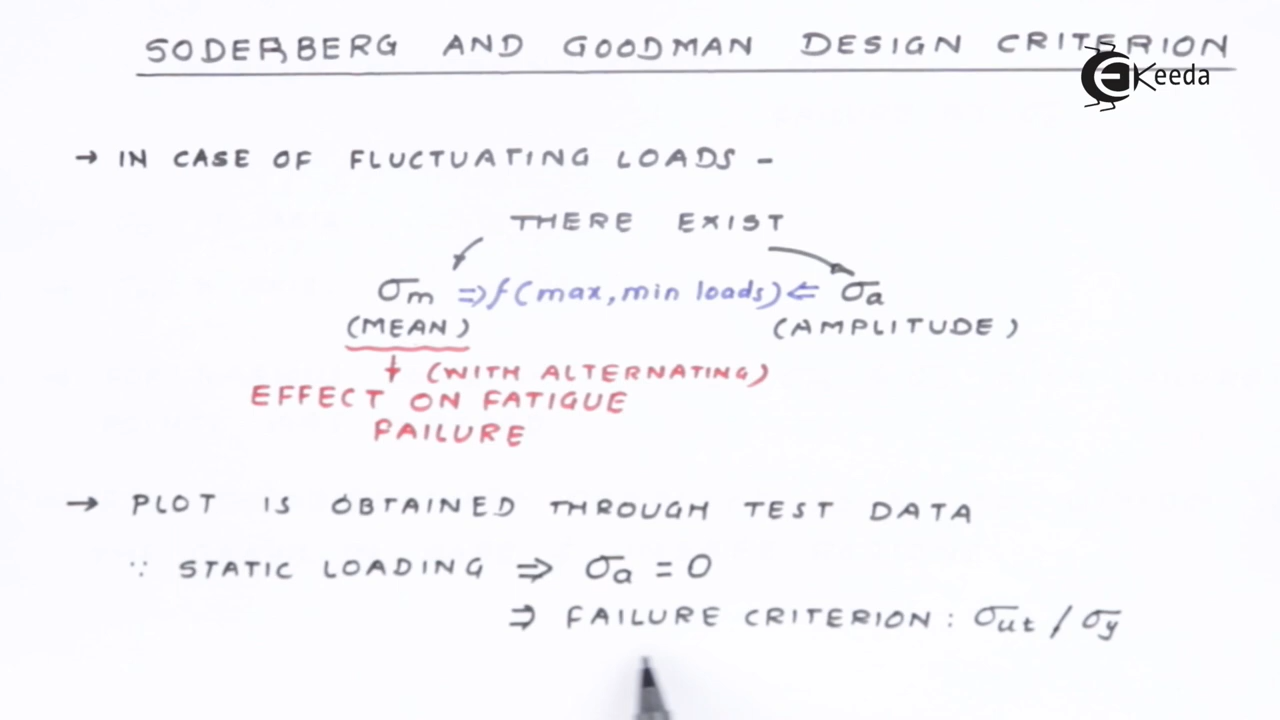 SODERBERG AND GOODMAN DESIGN CRITERION
Keeda
→ IN CASE OF FLUCTUATING LOADS -
THERE EXIST
σm ⇒ f(max, min loads) ⇐ σa
(MEAN) (AMPLITUDE)
↓ (WITH ALTERNATING)
EFFECT ON FATIGUE
FAILURE
→ PLOT IS OBTAINED THROUGH TEST DATA
∵ STATIC LOADING ⇒ σa = 0
⇒ FAILURE CRITERION : σut / σy